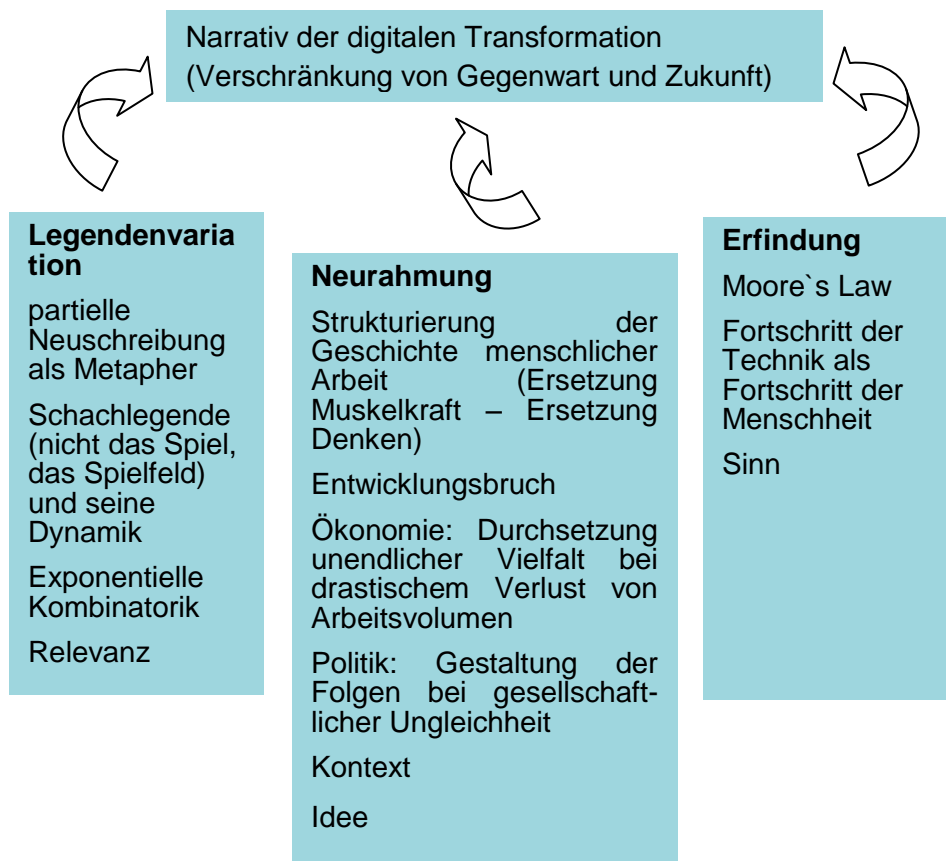 Narrativ der digitalen Transformation
(Verschränkung von Gegenwart und Zukunft)
Legendenvaria
tion
partielle
Neuschreibung
als Metapher
Schachlegende
(nicht das Spiel,
das Spielfeld)
und seine
Dynamik
Exponentielle
Kombinatorik
Relevanz
Neurahmung
Strukturierung der
Geschichte menschlicher
Arbeit (Ersetzung
Muskelkraft – Ersetzung
Denken)
Entwicklungsbruch
Ökonomie: Durchsetzung
unendlicher Vielfalt bei
drastischem Verlust von
Arbeitsvolumen
Politik: Gestaltung der
Folgen bei gesellschaft-
licher Ungleichheit
Kontext
Idee
Erfindung
Moore`s Law
Fortschritt der
Technik als
Fortschritt der
Menschheit
Sinn